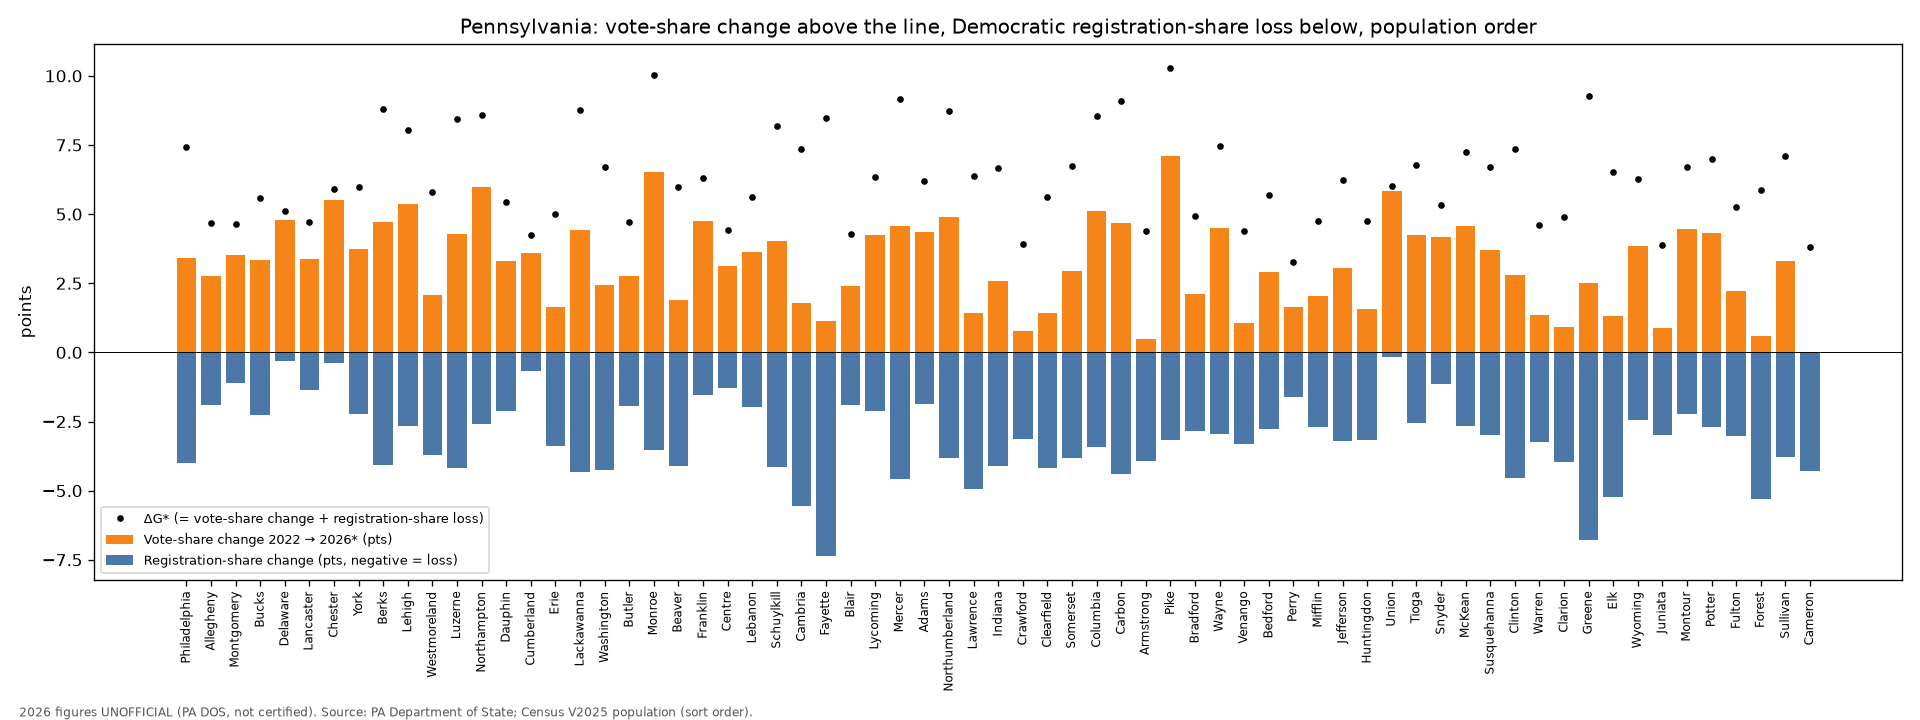 Pennsylvania: vote-share change above the line, Democratic registration-share loss below, population order
points
10.0
7.5
5.0
2.5
0.0
−2.5
−5.0
−7.5
ΔG* (= vote-share change + registration-share loss)
Vote-share change 2022 → 2026* (pts)
Registration-share change (pts, negative = loss)
Philadelphia
Allegheny
Montgomery
Bucks
Delaware
Lancaster
Chester
York
Berks
Lehigh
Westmoreland
Luzerne
Northampton
Dauphin
Cumberland
Erie
Lackawanna
Washington
Butler
Monroe
Beaver
Franklin
Centre
Lebanon
Schuylkill
Cambria
Fayette
Blair
Lycoming
Mercer
Adams
Northumberland
Lawrence
Indiana
Crawford
Clearfield
Somerset
Columbia
Carbon
Armstrong
Pike
Bradford
Wayne
Venango
Bedford
Perry
Mifflin
Jefferson
Huntingdon
Union
Tioga
Snyder
McKean
Susquehanna
Clinton
Warren
Clarion
Greene
Elk
Wyoming
Juniata
Montour
Potter
Fulton
Forest
Sullivan
Cameron
2026 figures UNOFFICIAL (PA DOS, not certified). Source: PA Department of State; Census V2025 population (sort order).